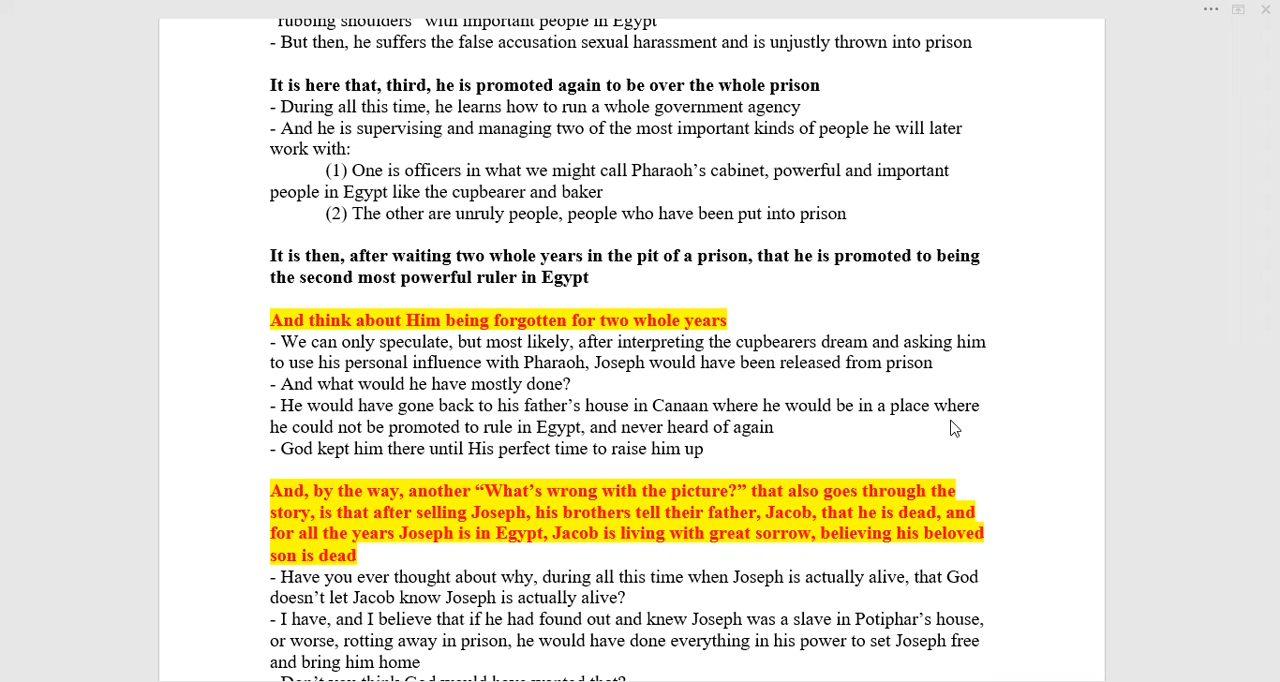 "rubbing shoulders" with important people in Egypt
- But then, he suffers the false accusation sexual harassment and is unjustly thrown into prison
It is here that, third, he is promoted again to be over the whole prison
- During all this time, he learns how to run a whole government agency
- And he is supervising and managing two of the most important kinds of people he will later
work with:
(1) One is officers in what we might call Pharaoh's cabinet, powerful and important
people in Egypt like the cupbearer and baker
(2) The other are unruly people, people who have been put into prison
It is then, after waiting two whole years in the pit of a prison, that he is promoted to being
the second most powerful ruler in Egypt
And think about Him being forgotten for two whole years
- We can only speculate, but most likely, after interpreting the cupbearers dream and asking him
to use his personal influence with Pharaoh, Joseph would have been released from prison
- And what would he have mostly done?
- He would have gone back to his father's house in Canaan where he would be in a place where
he could not be promoted to rule in Egypt, and never heard of again
- God kept him there until His perfect time to raise him up
And, by the way, another “What's wrong with the picture?” that also goes through the
story, is that after selling Joseph, his brothers tell their father, Jacob, that he is dead, and
for all the years Joseph is in Egypt, Jacob is living with great sorrow, believing his beloved
son is dead
- Have you ever thought about why, during all this time when Joseph is actually alive, that God
doesn't let Jacob know Joseph is actually alive?
- I have, and I believe that if he had found out and knew Joseph was a slave in Potiphar's house,
or worse, rotting away in prison, he would have done everything in his power to set Joseph free
and bring him home
- Don't you think God would have wanted that?